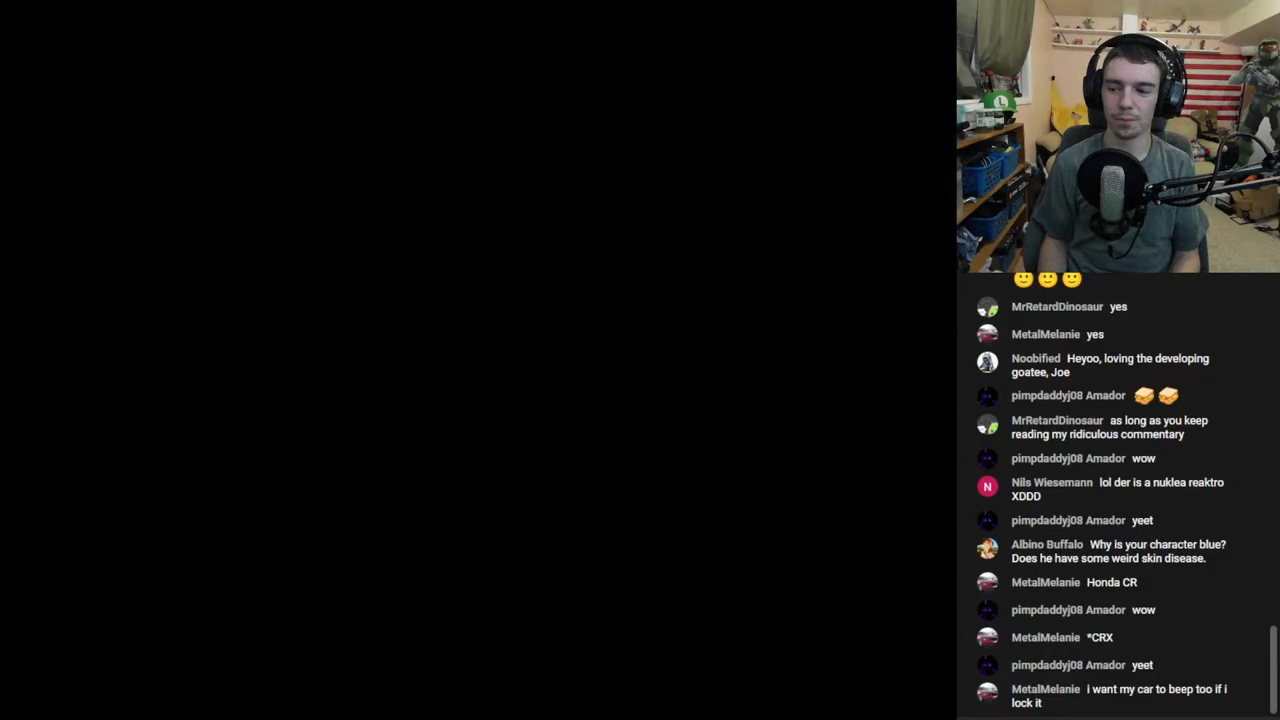 L
🙂🙂🙂
MrRetardDinosaur yes
MetalMelanie yes
Noobified Heyoo, loving the developing
goatee, Joe
pimpdaddyj08 Amador 🥪🥪
MrRetardDinosaur as long as you keep
reading my ridiculous commentary
pimpdaddyj08 Amador wow
N
Nils Wiesemann lol der is a nuklea reaktro
XDDD
pimpdaddyj08 Amador yeet
Albino Buffalo Why is your character blue?
Does he have some weird skin disease.
MetalMelanie Honda CR
pimpdaddyj08 Amador wow
MetalMelanie *CRX
pimpdaddyj08 Amador yeet
MetalMelanie i want my car to beep too if i
lock it